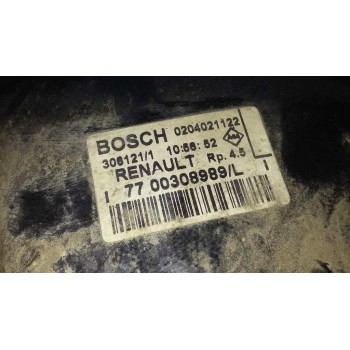 BOSCH 0204021122
306121/1 10:56:52
RENAULT Rp. 4.5
77 00308989/L